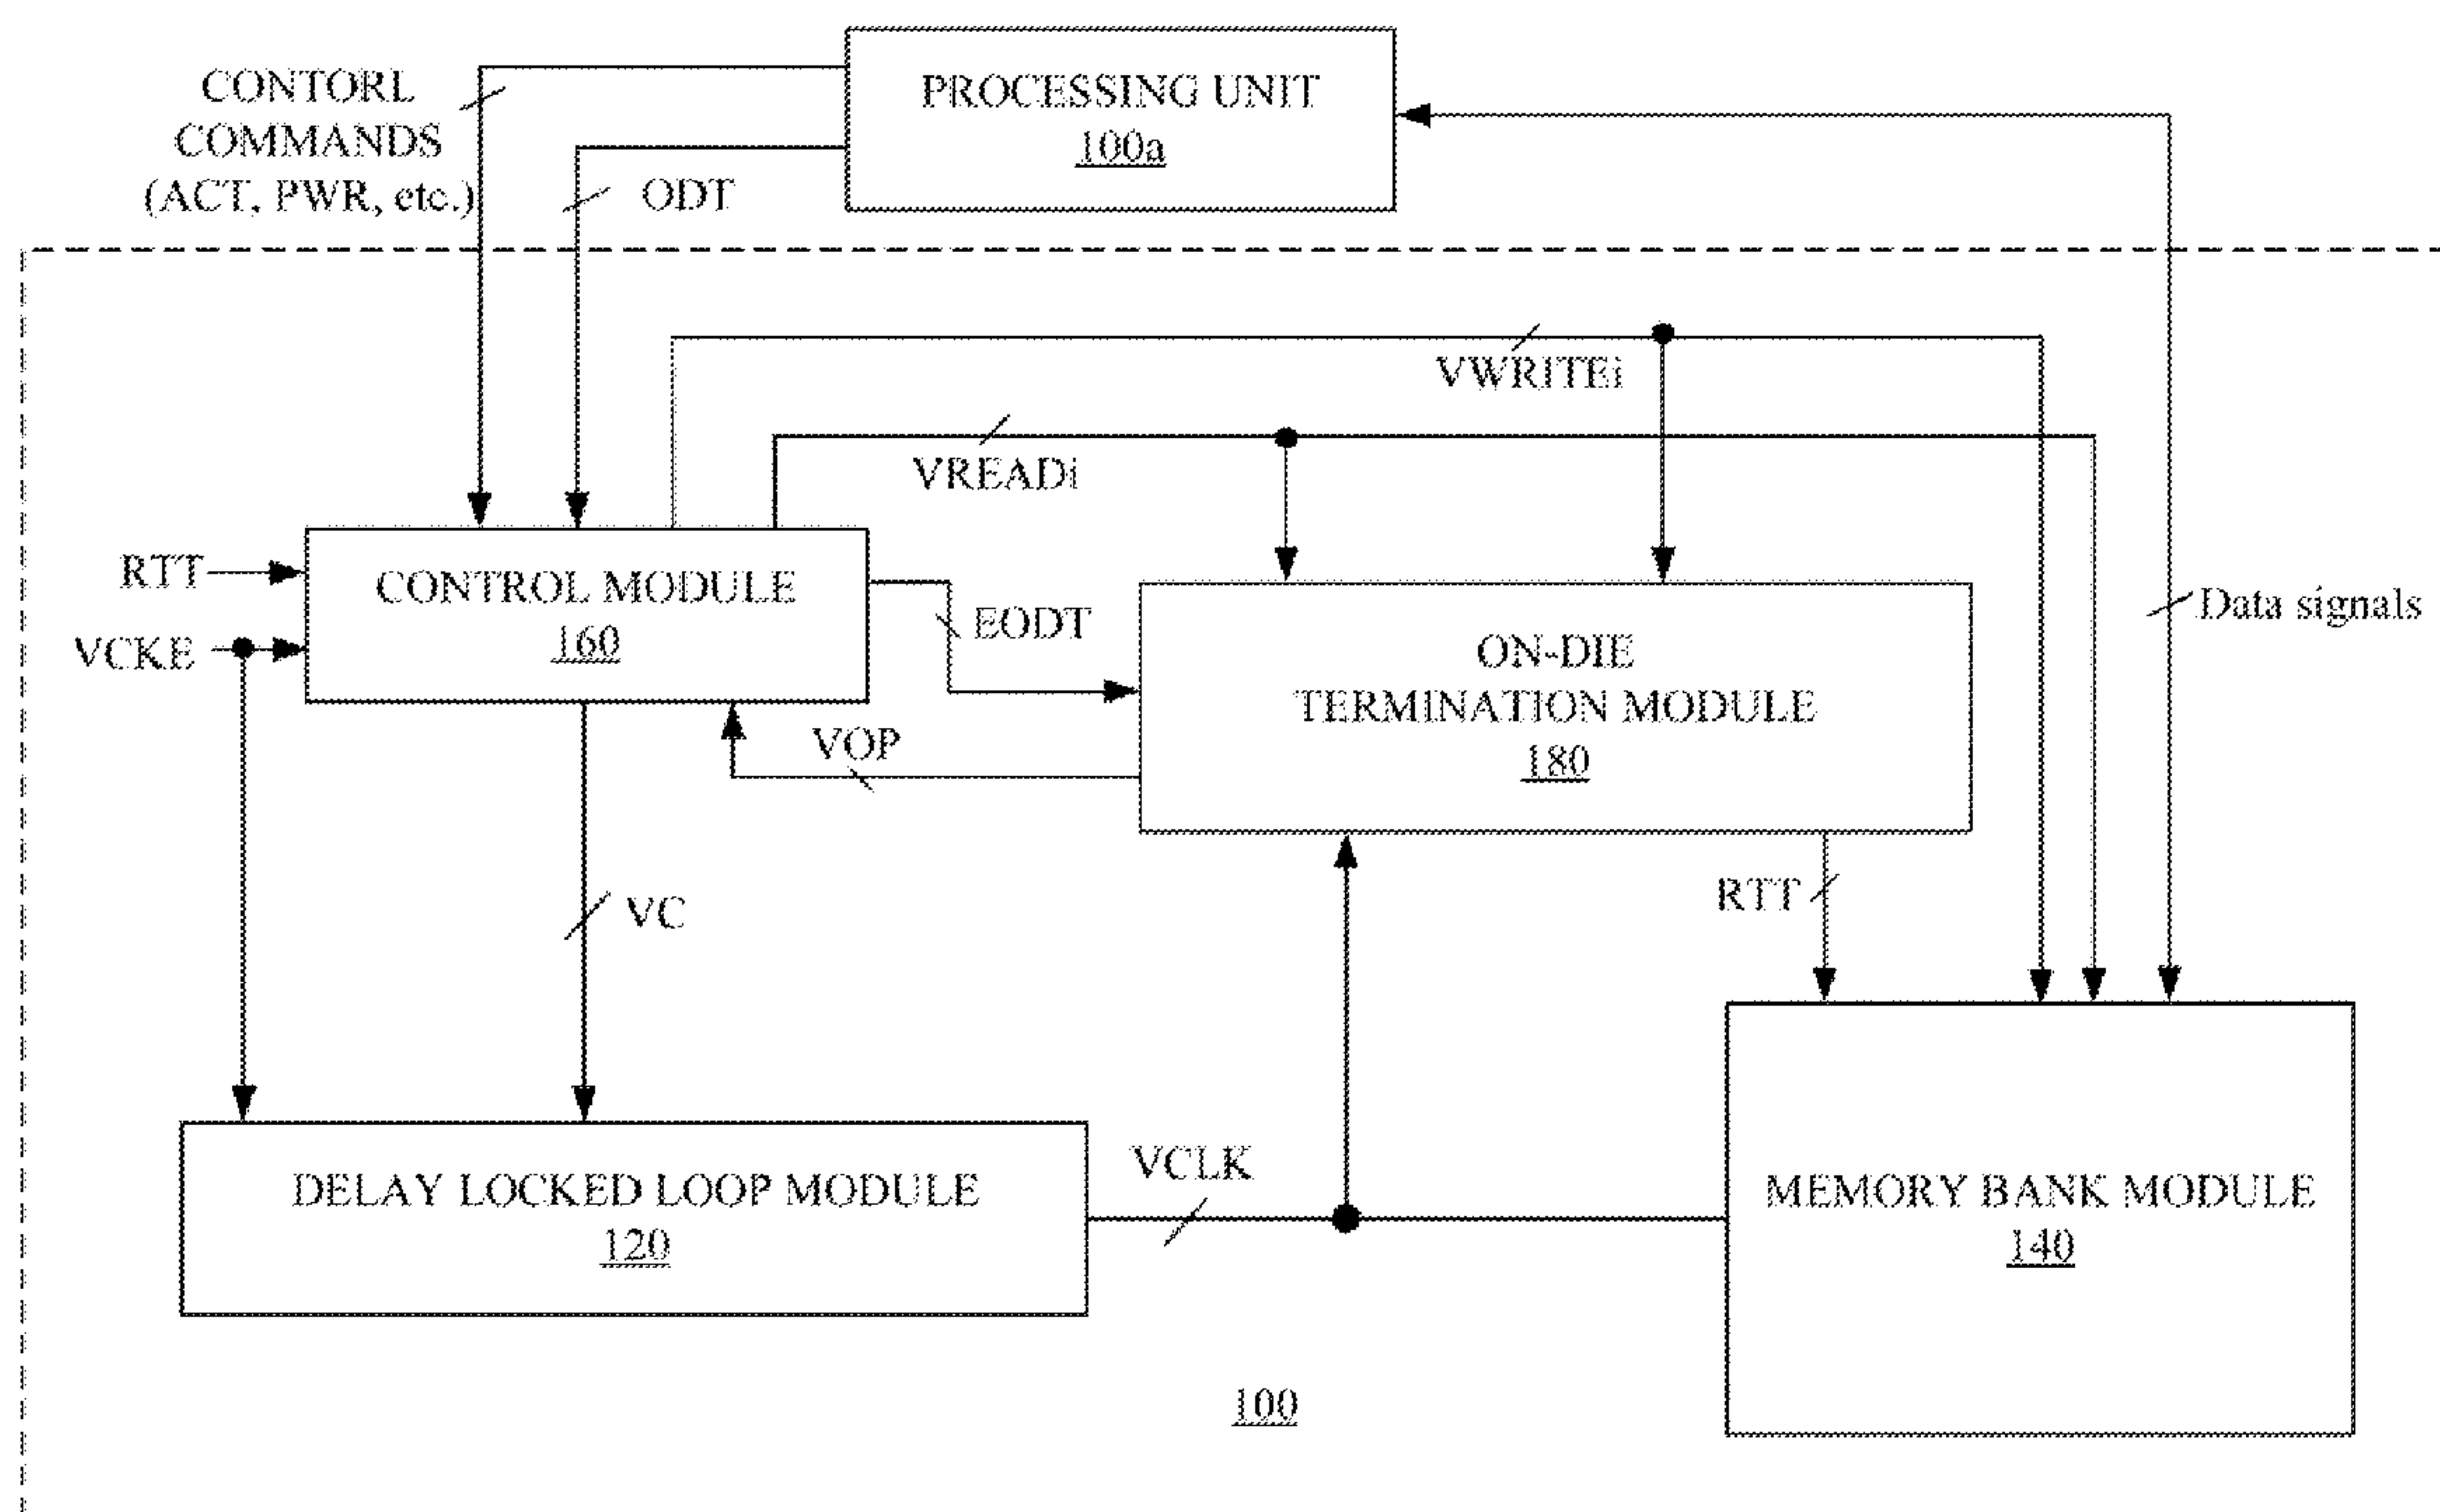 CONTORL
COMMANDS
(ACT, PWR, etc.)
PROCESSING UNIT
100a
ODT
VWRITEi
VREADi
RTT
VCKE
CONTROL MODULE
160
EODT
ON-DIE
TERMINATION MODULE
180
Data signals
VOP
VC
RTT
DELAY LOCKED LOOP MODULE
120
VCLK
MEMORY BANK MODULE
140
100